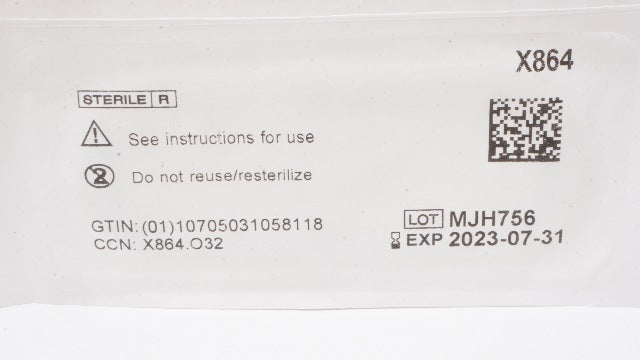 X864
STERILE R
See instructions for use
Do not reuse/resterilize
GTIN: (01)10705031058118
CCN: X864.O32
LOT MJH756
EXP 2023-07-31